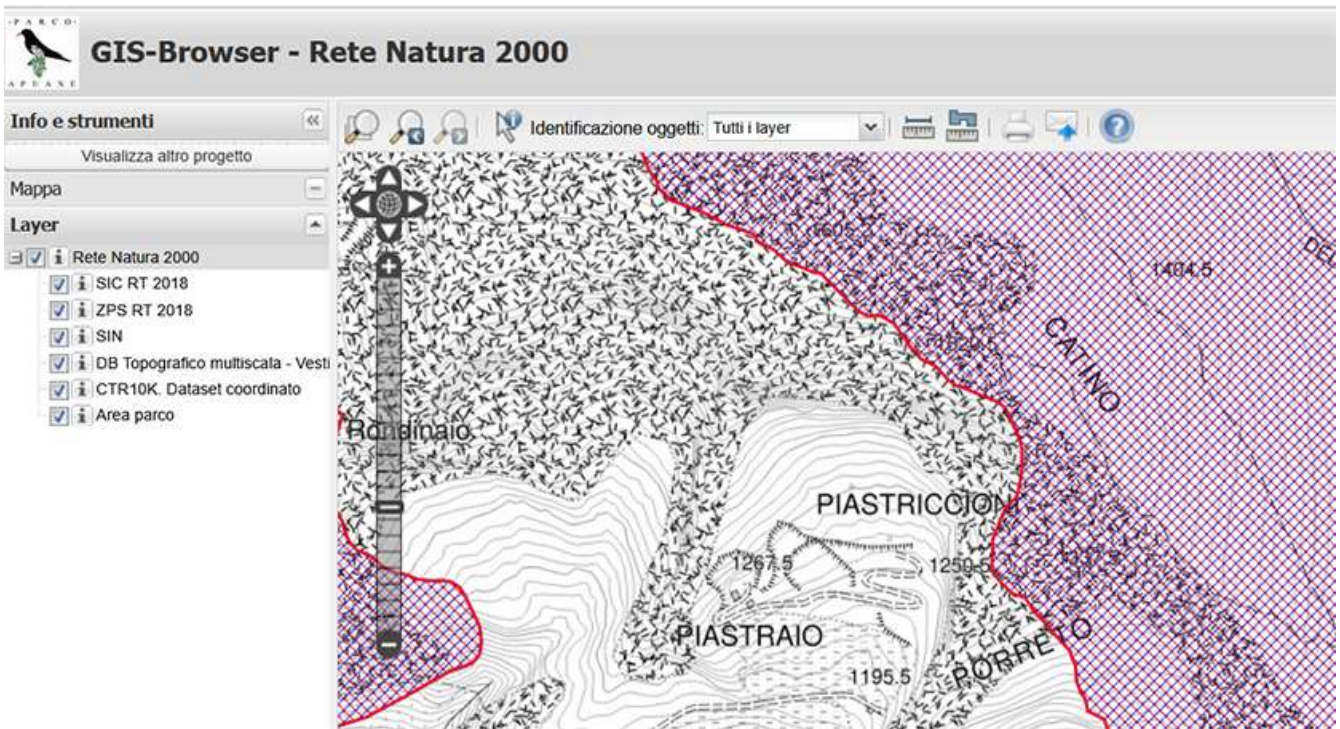 ·PARCO·
APUANE
GIS-Browser - Rete Natura 2000
Info e strumenti
Visualizza altro progetto
Mappa
Layer
Rete Natura 2000
SIC RT 2018
ZPS RT 2018
SIN
DB Topografico multiscala - Vesti
CTR10K. Dataset coordinato
Area parco
Identificazione oggetti: Tutti i layer
1404.5
CATINO
Rondinaio
PIASTRICCIONI
1267.5
1250.5
PIASTRAIO
PORRETO
1195.5